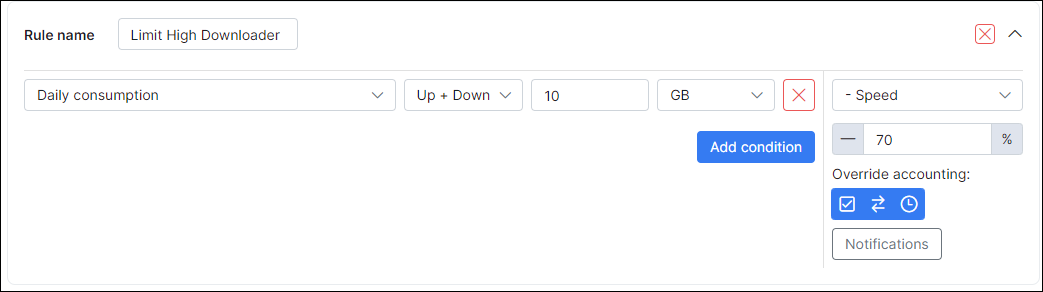 Rule name Limit High Downloader
Daily consumption Up + Down 10 GB - Speed
— 70 %
Add condition
Override accounting:
Notifications